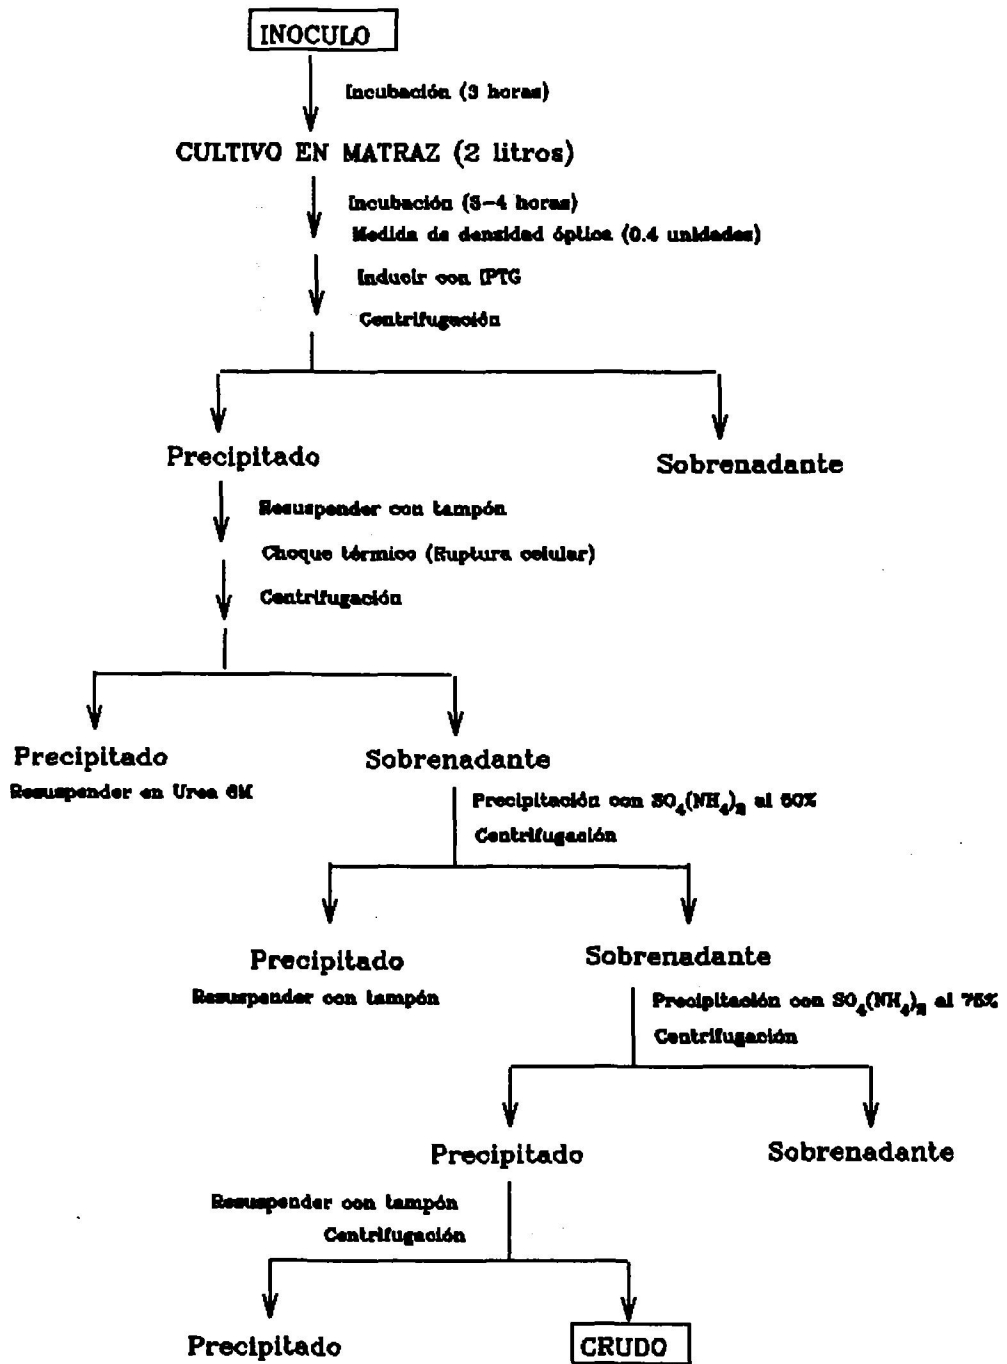 INOCULO
Incubación (3 horas)
CULTIVO EN MATRAZ (2 litros)
Incubación (3-4 horas)
Medida de densidad óptica (0.4 unidades)
Inducir con IPTG
Centrifugación
Precipitado
Sobrenadante
Resuspender con tampón
Choque térmico (Ruptura celular)
Centrifugación
Precipitado
Sobrenadante
Resuspender en Urea 6M
Precipitación con SO₄(NH₄)₂ al 50%
Centrifugación
Precipitado
Sobrenadante
Resuspender con tampón
Precipitación con SO₄(NH₄)₂ al 75%
Centrifugación
Precipitado
Sobrenadante
Resuspender con tampón
Centrifugación
Precipitado
CRUDO